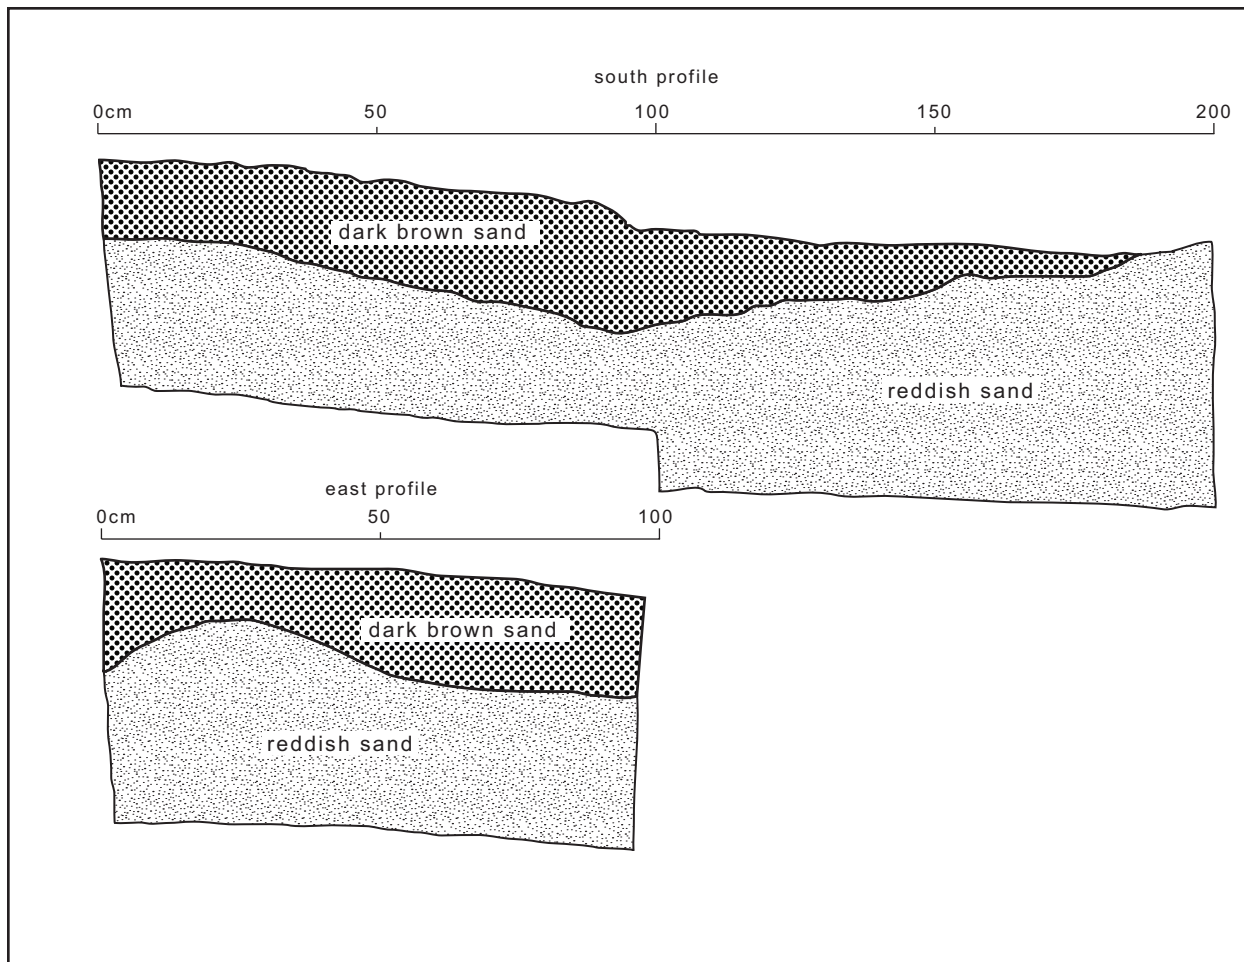 south profile
0cm 50 100 150 200
dark brown sand
reddish sand
east profile
0cm 50 100
dark brown sand
reddish sand